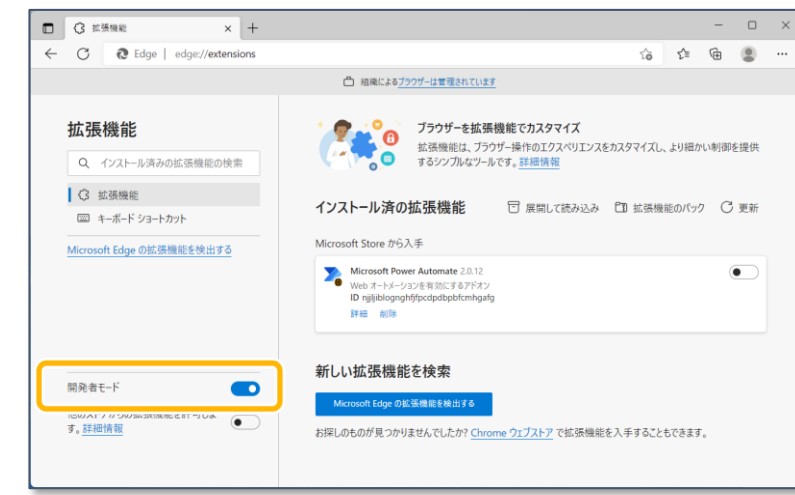 拡張機能
Edge | edge://extensions
組織によるブラウザーは管理されています
拡張機能
インストール済みの拡張機能の検索
拡張機能
キーボード ショートカット
Microsoft Edge の拡張機能を検出する
開発者モード
他のストアからの拡張機能を許可しま
す。詳細情報
ブラウザーを拡張機能でカスタマイズ
拡張機能は、ブラウザー操作のエクスペリエンスをカスタマイズし、より細かい制御を提供
するシンプルなツールです。詳細情報
インストール済の拡張機能
展開して読み込み
拡張機能のパック
更新
Microsoft Store から入手
Microsoft Power Automate 2.0.12
Web オートメーションを有効にするアドオン
ID njjljiblognghfjfpcdpdbpbfcmhgafg
詳細 削除
新しい拡張機能を検索
Microsoft Edge の拡張機能を検出する
お探しのものが見つかりませんでしたか? Chrome ウェブストア で拡張機能を入手することもできます。